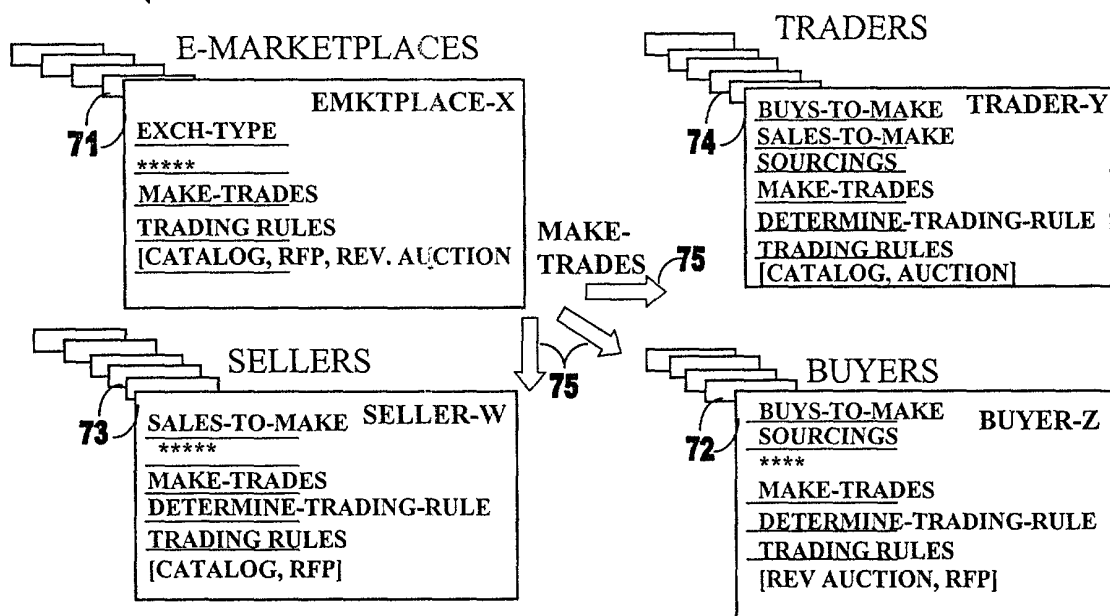 E-MARKETPLACES
EMKTPLACE-X
71
EXCH-TYPE
*****
MAKE-TRADES
TRADING RULES
[CATALOG, RFP, REV. AUCTION
TRADERS
74
BUYS-TO-MAKE TRADER-Y
SALES-TO-MAKE
SOURCINGS
MAKE-TRADES
DETERMINE-TRADING-RULE
TRADING RULES
[CATALOG, AUCTION]
MAKE-
TRADES
75
75
SELLERS
73
SALES-TO-MAKE SELLER-W
*****
MAKE-TRADES
DETERMINE-TRADING-RULE
TRADING RULES
[CATALOG, RFP]
BUYERS
72
BUYS-TO-MAKE BUYER-Z
SOURCINGS
****
MAKE-TRADES
DETERMINE-TRADING-RULE
TRADING RULES
[REV AUCTION, RFP]